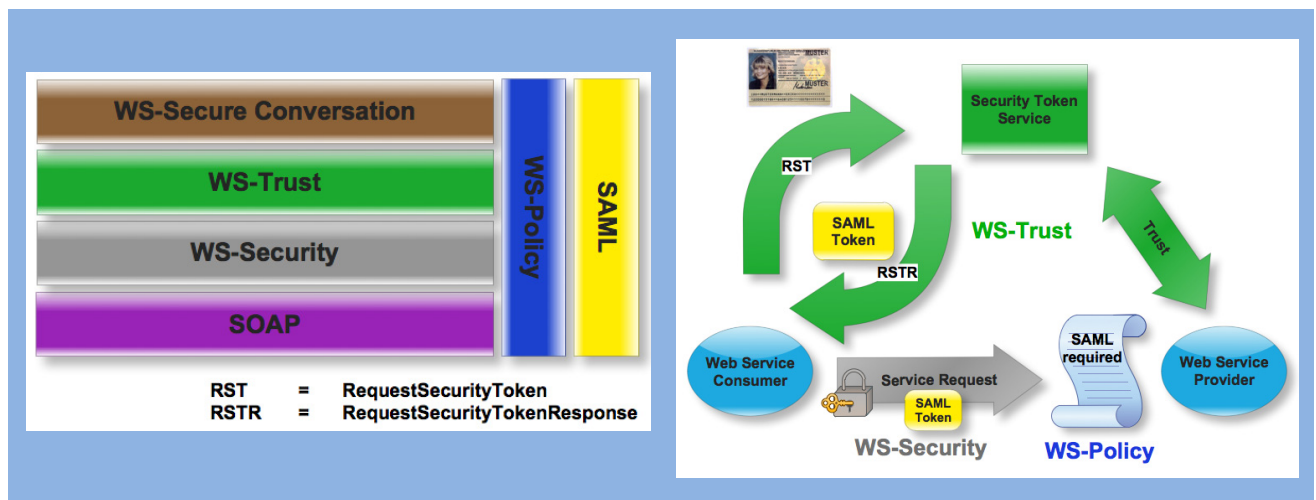 WS-Secure Conversation
WS-Trust
WS-Security
SOAP
WS-Policy
SAML
RST = RequestSecurityToken
RSTR = RequestSecurityTokenResponse
MUSTER
MUSTER
Security Token
Service
RST
SAML
Token
RSTR
WS-Trust
Trust
Web Service
Consumer
Service Request
SAML
Token
WS-Security
SAML
required
WS-Policy
Web Service
Provider